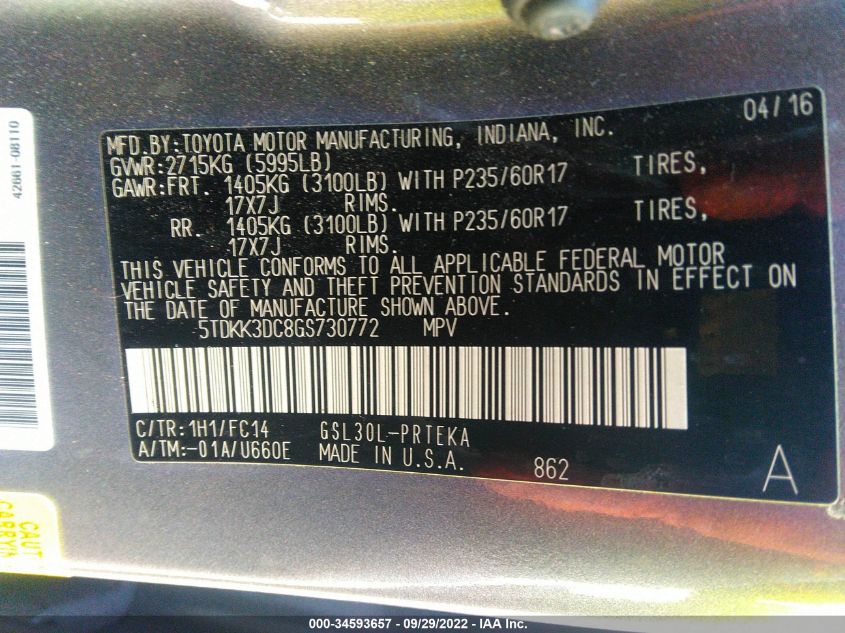 04/16
MFD.BY:TOYOTA MOTOR MANUFACTURING, INDIANA, INC.
GVWR:2715KG (5995LB)
GAWR:FRT. 1405KG (3100LB) WITH P235/60R17 TIRES,
17X7J RIMS.
RR. 1405KG (3100LB) WITH P235/60R17 TIRES,
17X7J RIMS.
THIS VEHICLE CONFORMS TO ALL APPLICABLE FEDERAL MOTOR
VEHICLE SAFETY AND THEFT PREVENTION STANDARDS IN EFFECT ON
THE DATE OF MANUFACTURE SHOWN ABOVE.
5TDKK3DC8GS730772 MPV
C/TR:1H1/FC14 GSL30L-PRTEKA
A/TM:-01A/U660E MADE IN U.S.A. 862 A
42661-08110
CAUT
CARRYIN
000-34593657 / 09/29/2022 - IAA Inc.